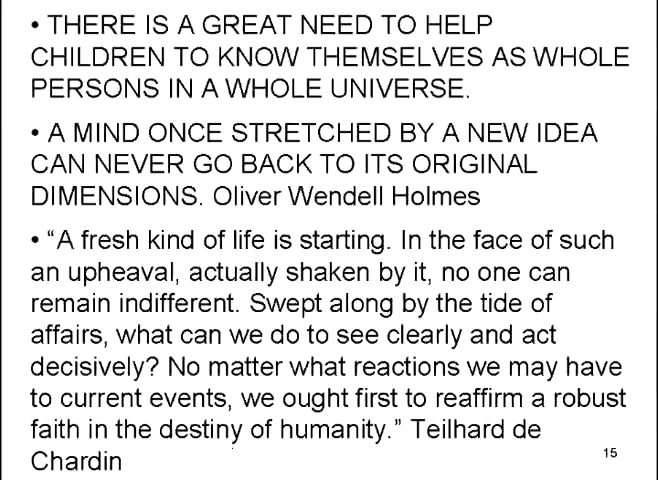 • THERE IS A GREAT NEED TO HELP
CHILDREN TO KNOW THEMSELVES AS WHOLE
PERSONS IN A WHOLE UNIVERSE.
• A MIND ONCE STRETCHED BY A NEW IDEA
CAN NEVER GO BACK TO ITS ORIGINAL
DIMENSIONS. Oliver Wendell Holmes
• “A fresh kind of life is starting. In the face of such
an upheaval, actually shaken by it, no one can
remain indifferent. Swept along by the tide of
affairs, what can we do to see clearly and act
decisively? No matter what reactions we may have
to current events, we ought first to reaffirm a robust
faith in the destiny of humanity.” Teilhard de
Chardin
15